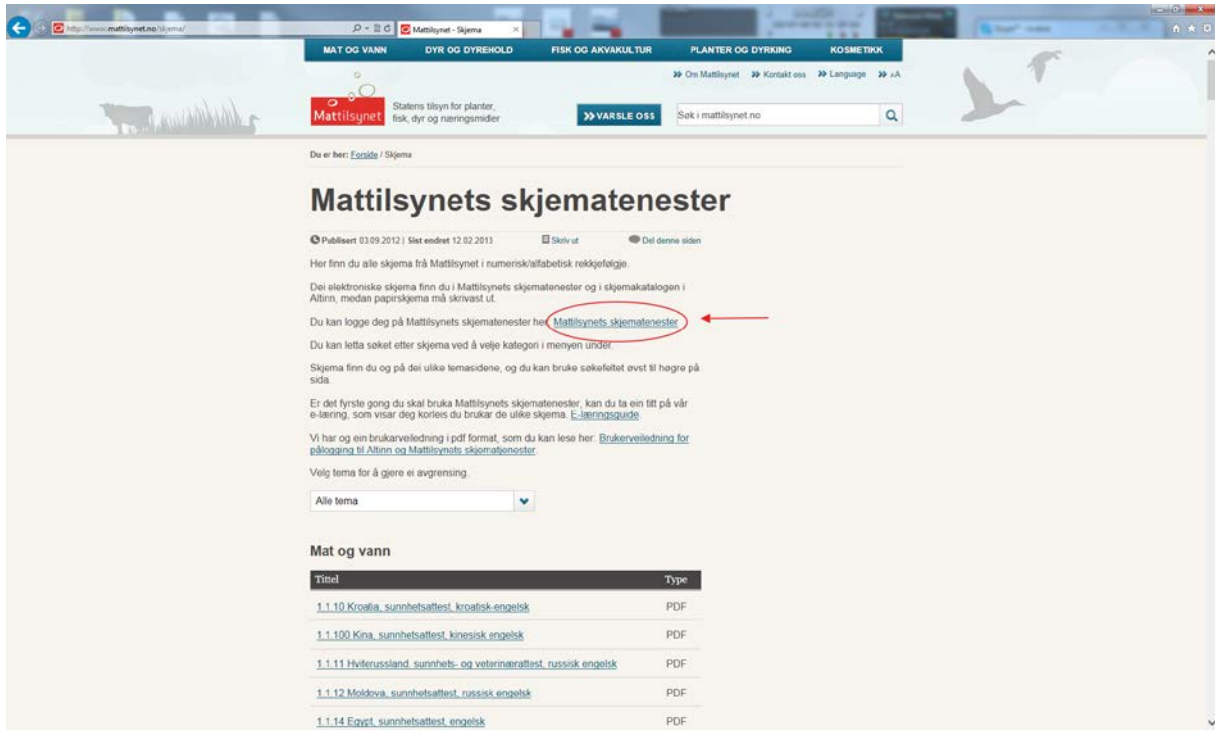 http://www.mattilsynet.no/skjema/
Mattilsynet - Skjema
MAT OG VANN DYR OG DYREHOLD FISK OG AKVAKULTUR PLANTER OG DYRKING KOSMETIKK
Om Mattilsynet Kontakt oss Language AA
Mattilsynet
Statens tilsyn for planter,
fisk, dyr og næringsmidler
VARSLE OSS
Søk i mattilsynet.no
Du er her: Forside / Skjema
Mattilsynets skjematenester
Publisert 03.09.2012 | Sist endret 12.02.2013 Skriv ut Del denne siden
Her finn du alle skjema frå Mattilsynet i numerisk/alfabetisk rekkjefølgje.
Dei elektroniske skjema finn du i Mattilsynets skjematenester og i skjemakatalogen i
Altinn, medan papirskjema må skrivast ut.
Du kan logge deg på Mattilsynets skjematenester her: Mattilsynets skjematenester
Du kan letta søket etter skjema ved å velje kategori i menyen under.
Skjema finn du og på dei ulike temasidene, og du kan bruke søkefeltet øvst til høgre på
sida.
Er det fyrste gong du skal bruka Mattilsynets skjematenester, kan du ta ein titt på vår
e-læring, som visar deg korleis du brukar de ulike skjema. E-læringsguide.
Vi har og ein brukarveiledning i pdf format, som du kan lese her: Brukerveiledning for
pålogging til Altinn og Mattilsynets skjematjenester.
Velg tema for å gjere ei avgrensing.
Alle tema
Mat og vann
Tittel Type
1.1.10 Kroatia, sunnhetsattest, kroatisk-engelsk PDF
1.1.100 Kina, sunnhetsattest, kinesisk engelsk PDF
1.1.11 Hviterussland, sunnhets- og veterinærattest, russisk engelsk PDF
1.1.12 Moldova, sunnhetsattest, russisk engelsk PDF
1.1.14 Egypt, sunnhetsattest, engelsk PDF